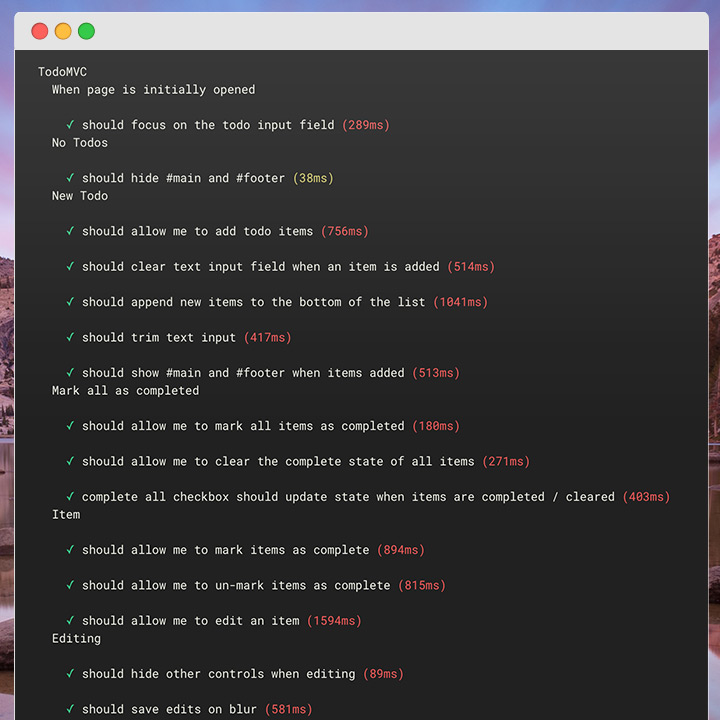 TodoMVC
When page is initially opened
✓ should focus on the todo input field (289ms)
No Todos
✓ should hide #main and #footer (38ms)
New Todo
✓ should allow me to add todo items (756ms)
✓ should clear text input field when an item is added (514ms)
✓ should append new items to the bottom of the list (1041ms)
✓ should trim text input (417ms)
✓ should show #main and #footer when items added (513ms)
Mark all as completed
✓ should allow me to mark all items as completed (180ms)
✓ should allow me to clear the complete state of all items (271ms)
✓ complete all checkbox should update state when items are completed / cleared (403ms)
Item
✓ should allow me to mark items as complete (894ms)
✓ should allow me to un-mark items as complete (815ms)
✓ should allow me to edit an item (1594ms)
Editing
✓ should hide other controls when editing (89ms)
✓ should save edits on blur (581ms)